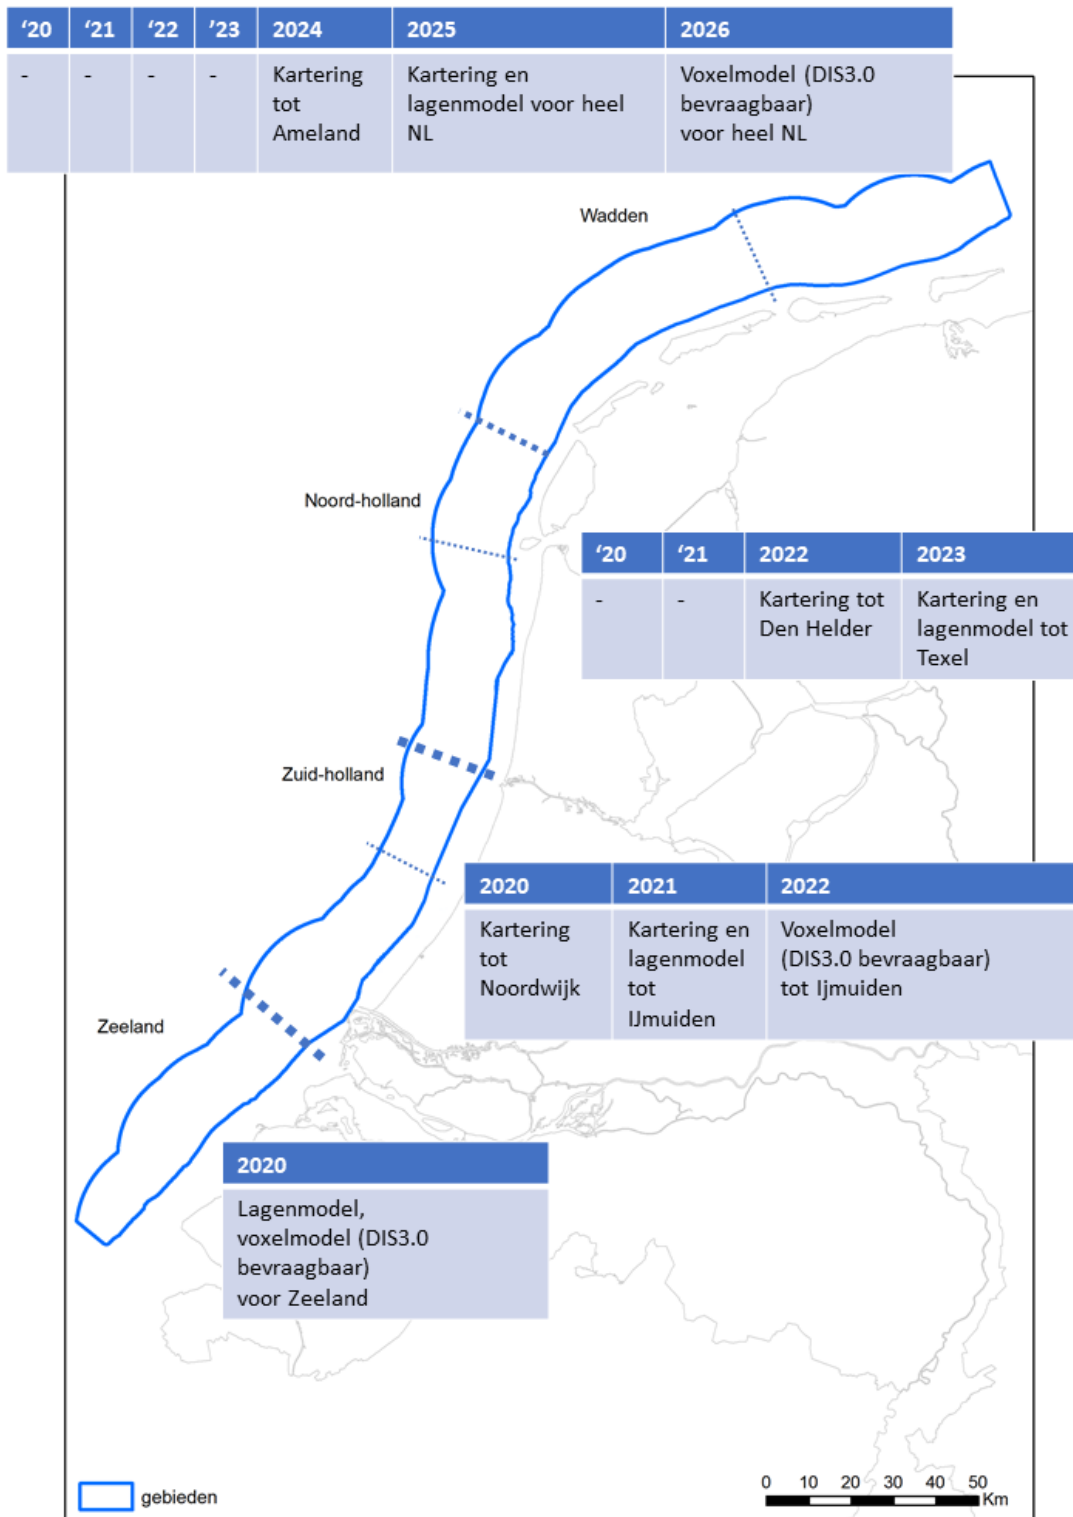 ‘20 ‘21 ‘22 ’23 2024 2025 2026
- - - - Kartering Kartering en Voxelmodel (DIS3.0
tot lagenmodel voor heel bevraagbaar)
Ameland NL voor heel NL
Wadden
Noord-holland
‘20 ‘21 2022 2023
- - Kartering tot Kartering en
Den Helder lagenmodel tot
Texel
Zuid-holland
2020 2021 2022
Kartering Kartering en Voxelmodel
tot lagenmodel (DIS3.0 bevraagbaar)
Noordwijk tot tot Ijmuiden
IJmuiden
Zeeland
2020
Lagenmodel,
voxelmodel (DIS3.0
bevraagbaar)
voor Zeeland
gebieden
0 10 20 30 40 50
Km